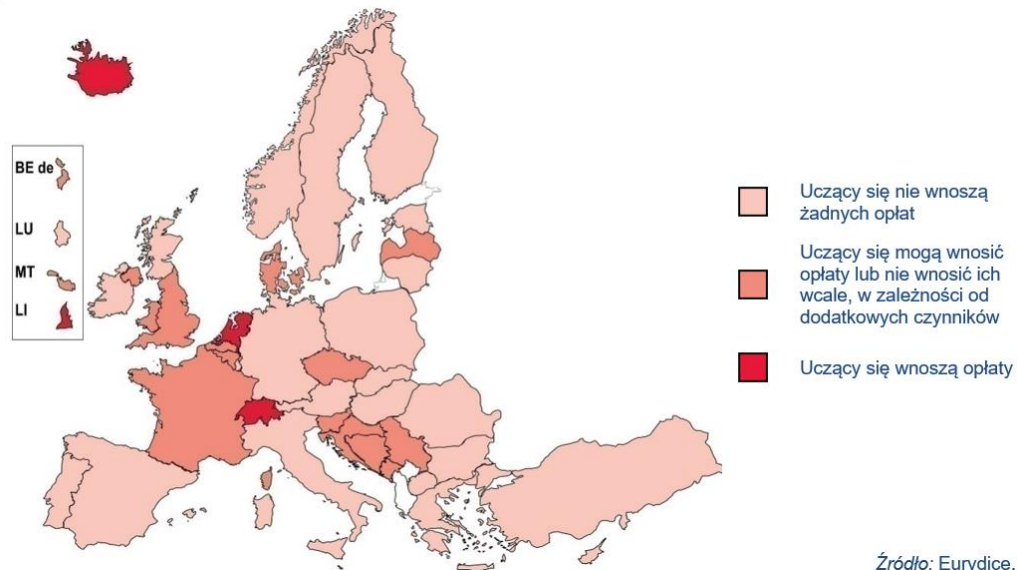 BE de
LU
MT
LI
Uczący się nie wnoszą
żadnych opłat
Uczący się mogą wnosić
opłaty lub nie wnosić ich
wcale, w zależności od
dodatkowych czynników
Uczący się wnoszą opłaty
Źródło: Eurydice.